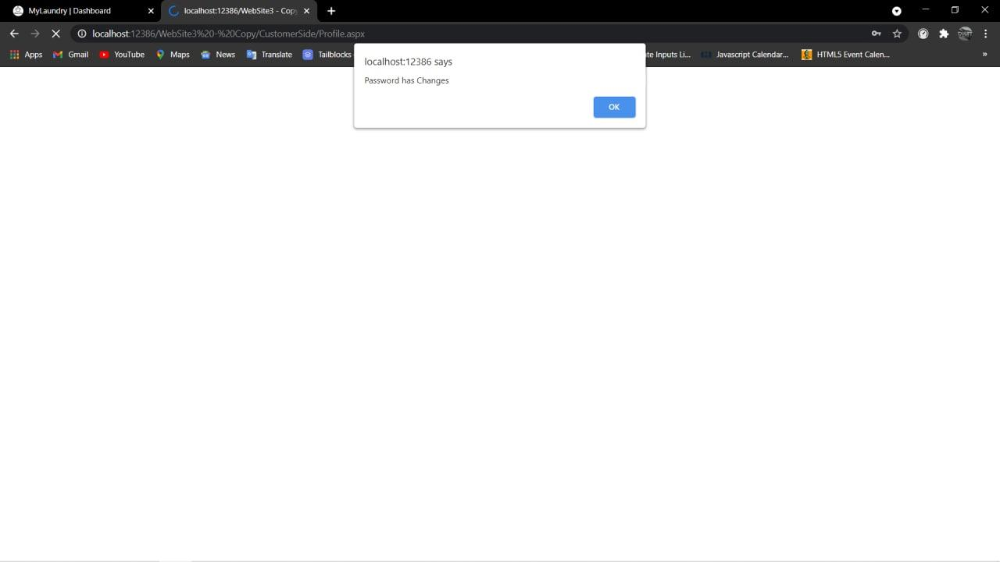 MyLaundry | Dashboard
localhost:12386/WebSite3 - Cop
localhost:12386/WebSite3%20-%20Copy/CustomerSide/Profile.aspx
Apps Gmail YouTube Maps News Translate Tailblocks te Inputs Li... Javascript Calendar... HTML5 Event Calen... »
localhost:12386 says
Password has Changes
OK